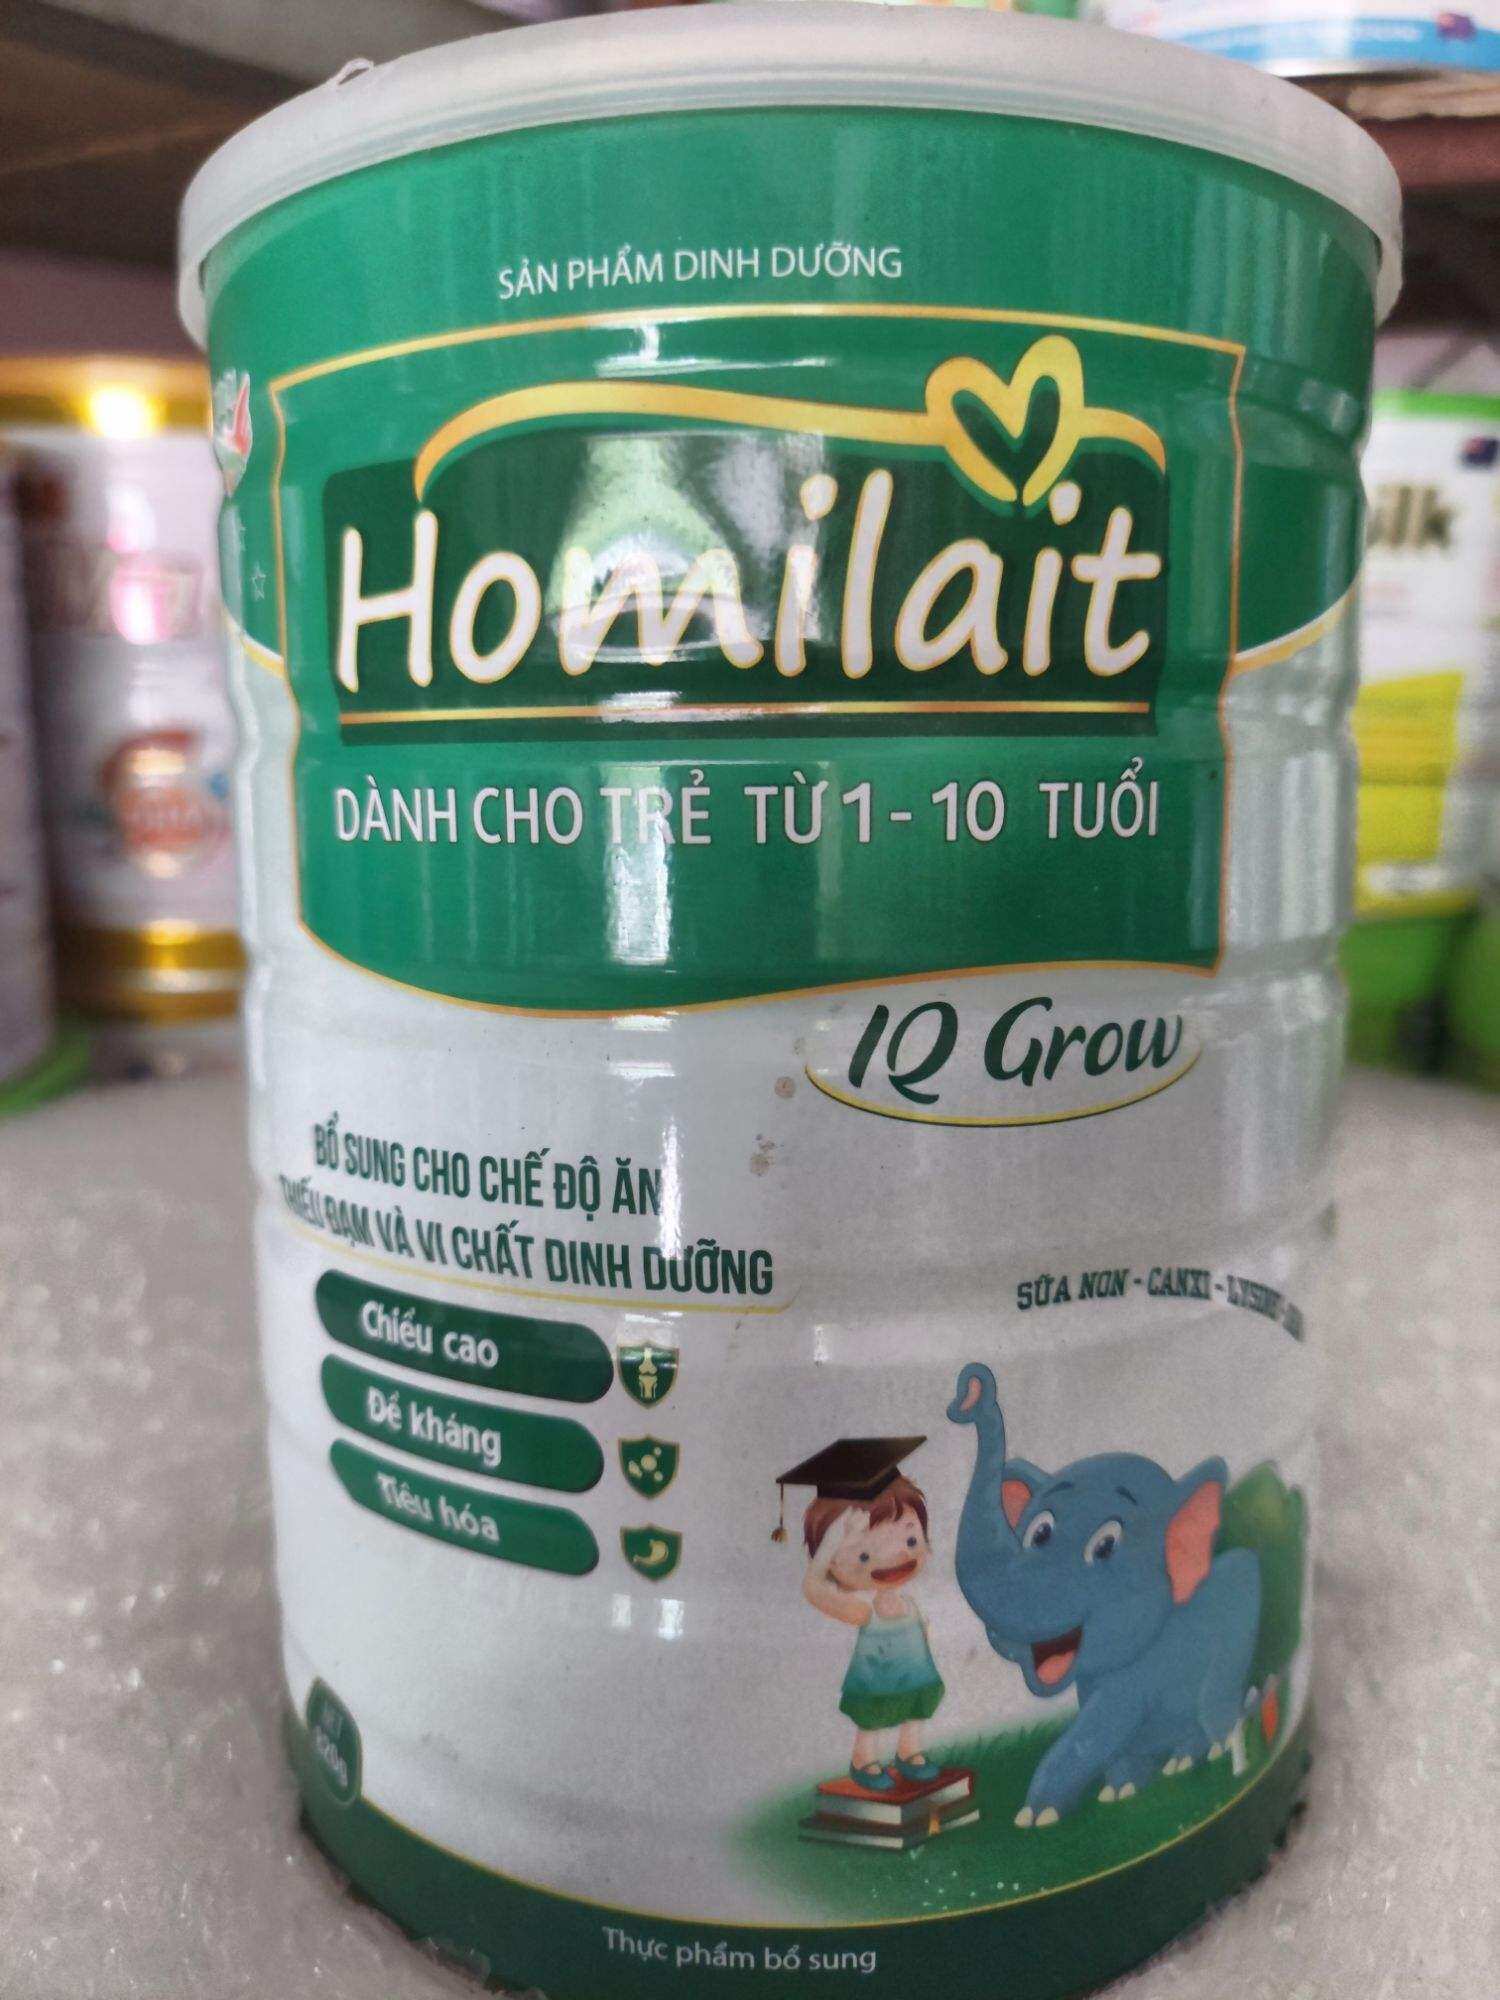 SẢN PHẨM DINH DƯỠNG
Homilait
DÀNH CHO TRẺ TỪ 1 - 10 TUỔI
IQ Grow
BỔ SUNG CHO CHẾ ĐỘ ĂN
THIẾU ĐẠM VÀ VI CHẤT DINH DƯỠNG
SỮA NON - CANXI - LYSINE -
Chiều cao
Đề kháng
Tiêu hóa
820g
Thực phẩm bổ sung